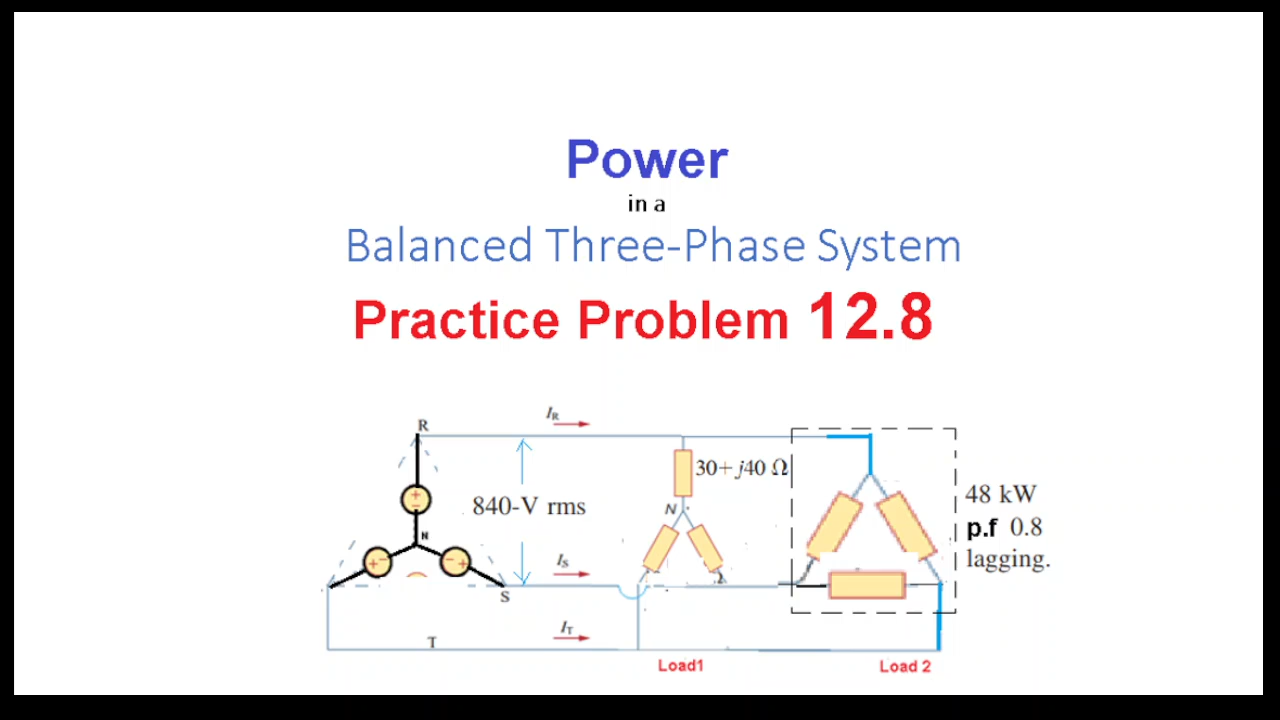 Power
in a
Balanced Three-Phase System
Practice Problem 12.8
I_R
R
30+j40 Ω
840-V rms
N
N
48 kW
p.f 0.8
lagging.
I_S
S
I_T
T
Load1
Load 2